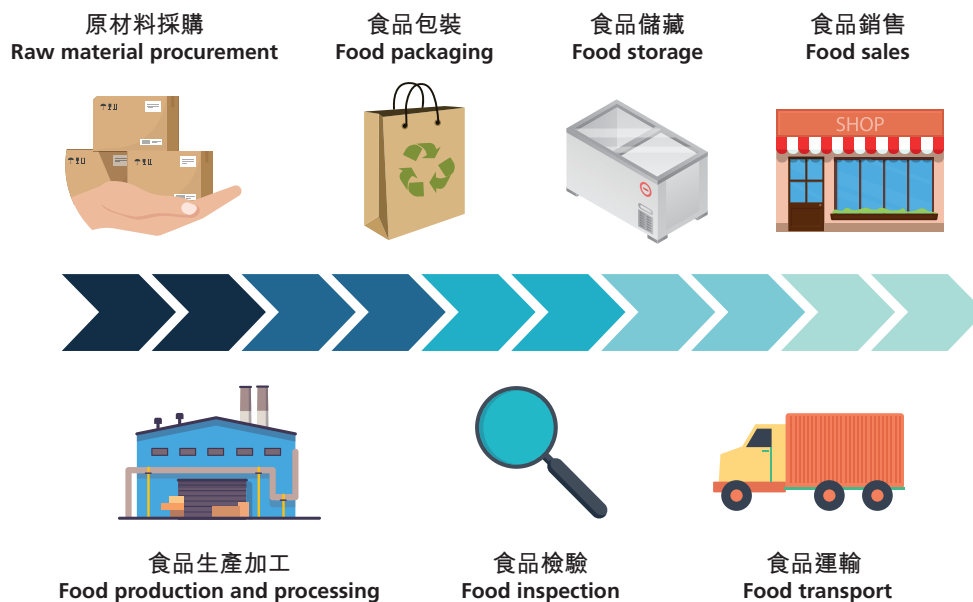 原材料採購
Raw material procurement
食品包裝
Food packaging
食品儲藏
Food storage
食品銷售
Food sales
SHOP
食品生產加工
Food production and processing
食品檢驗
Food inspection
食品運輸
Food transport